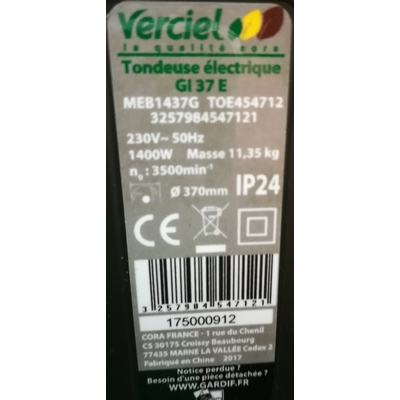 Verciel
la qualité cora
Tondeuse électrique
GI 37 E
MEB1437G TOE454712
3257984547121
230V~ 50Hz
1400W Masse 11,35 kg
n₀ : 3500min⁻¹
Ø 370mm IP24
CE
3 257984 547121
175000912
CORA FRANCE - 1 rue du Chenil
CS 30175 Croissy Beaubourg
77435 MARNE LA VALLÉE Cedex 2
Fabriqué en Chine 2017
Notice perdue ?
Besoin d'une pièce détachée ?
WWW.GARDIF.FR